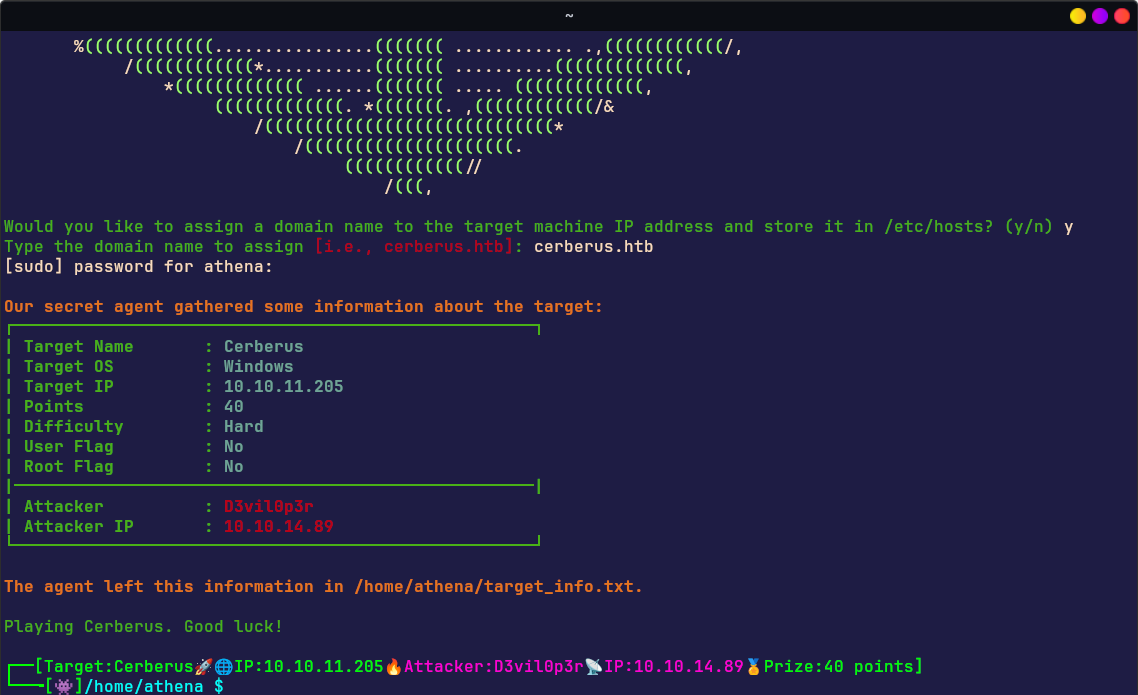 ~
%(((((((((((((................((((((( ............ .,((((((((((((/,
/((((((((((((*...........((((((( ..........(((((((((((((,
*((((((((((((( ......((((((( ..... (((((((((((((,
(((((((((((((. *(((((((. ,((((((((((((/&
/(((((((((((((((((((((((((((((*
/(((((((((((((((((((((.
((((((((((((//
/(((,
Would you like to assign a domain name to the target machine IP address and store it in /etc/hosts? (y/n) y
Type the domain name to assign [i.e., cerberus.htb]: cerberus.htb
[sudo] password for athena:
Our secret agent gathered some information about the target:
| Target Name : Cerberus
| Target OS : Windows
| Target IP : 10.10.11.205
| Points : 40
| Difficulty : Hard
| User Flag : No
| Root Flag : No
| Attacker : D3vil0p3r
| Attacker IP : 10.10.14.89
The agent left this information in /home/athena/target_info.txt.
Playing Cerberus. Good luck!
┌──[Target:Cerberus🚀🌐IP:10.10.11.205🔥Attacker:D3vil0p3r📡IP:10.10.14.89🏅Prize:40 points]
└──╼[👾]/home/athena $